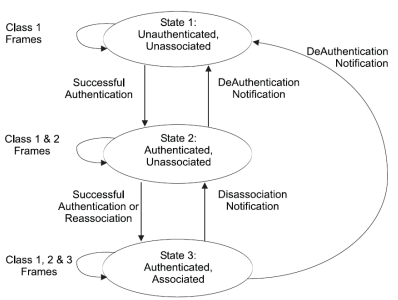 Class 1
Frames
State 1:
Unauthenticated,
Unassociated
DeAuthentication
Notification
Successful
Authentication
DeAuthentication
Notification
Class 1 & 2
Frames
State 2:
Authenticated,
Unassociated
Successful
Authentication or
Reassociation
Disassociation
Notification
Class 1, 2 & 3
Frames
State 3:
Authenticated,
Associated